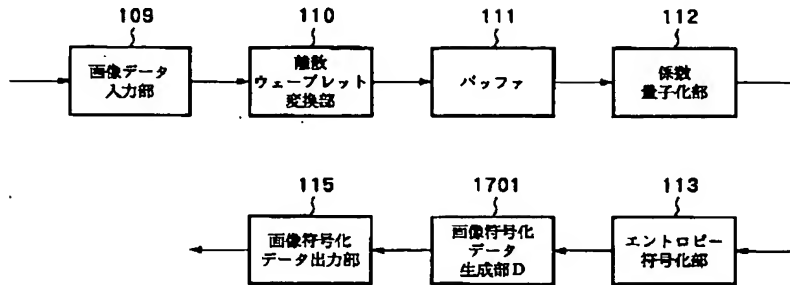 109
110
111
112
画像データ
入力部
離散
ウェーブレット
変換部
バッファ
係数
量子化部
115
1701
113
画像符号化
データ出力部
画像符号化
データ
生成部D
エントロピー
符号化部